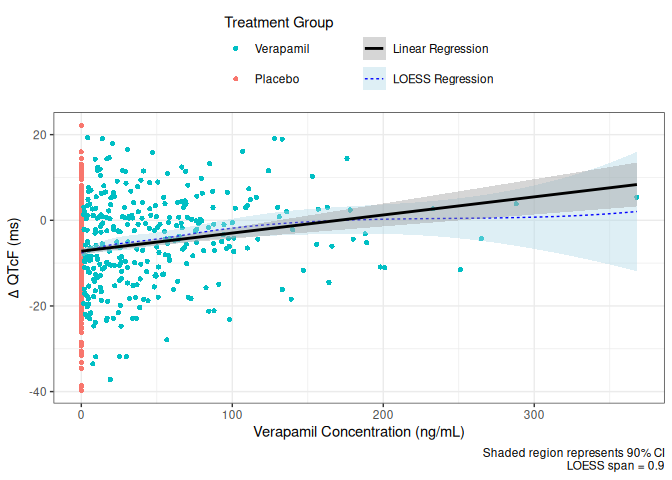 Treatment Group
Verapamil
Placebo
Linear Regression
LOESS Regression
20
0
-20
-40
Δ QTcF (ms)
0
100
200
300
Verapamil Concentration (ng/mL)
Shaded region represents 90% CI
LOESS span = 0.9